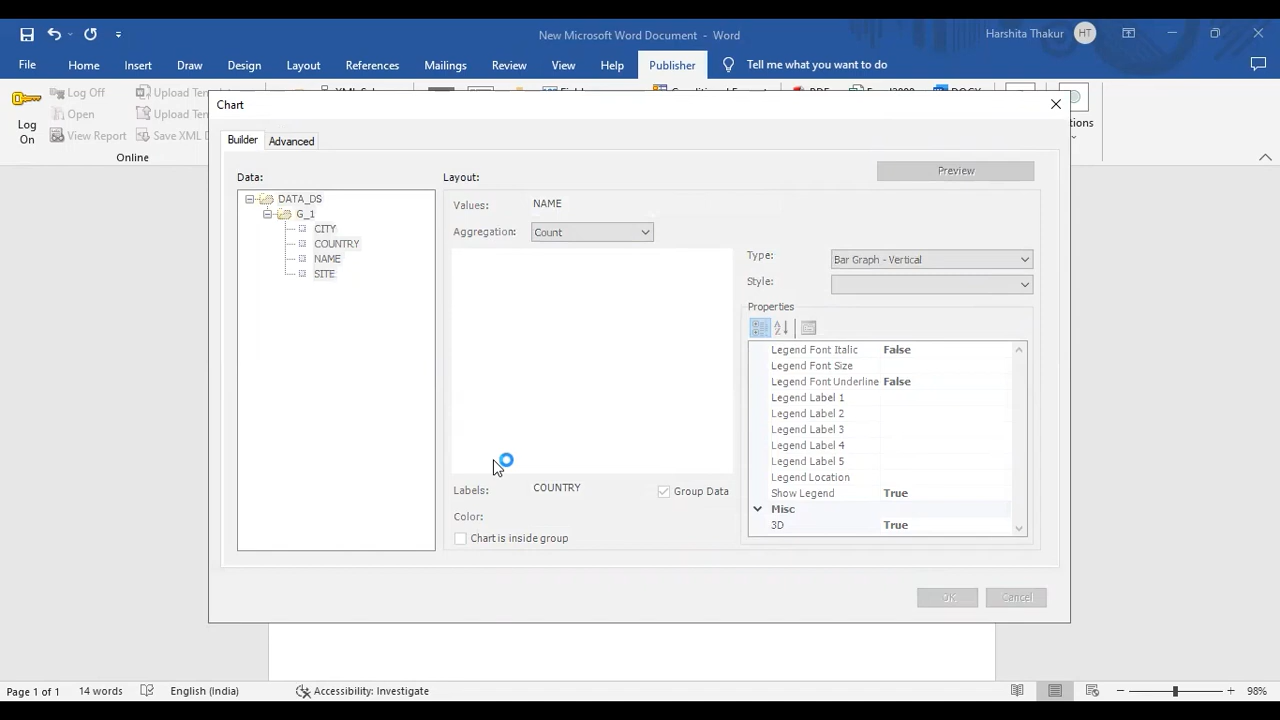 New Microsoft Word Document - Word
Harshita Thakur HT
File Home Insert Draw Design Layout References Mailings Review View Help Publisher Tell me what you want to do
Log On
Log Off
Open
View Report
Online
Chart
Builder Advanced
Data:
DATA_DS
G_1
CITY
COUNTRY
NAME
SITE
Layout:
Preview
Values: NAME
Aggregation: Count
Type: Bar Graph - Vertical
Style:
Properties
Legend Font Italic False
Legend Font Size
Legend Font Underline False
Legend Label 1
Legend Label 2
Legend Label 3
Legend Label 4
Legend Label 5
Legend Location
Show Legend True
Misc
3D True
Labels: COUNTRY
Group Data
Color:
Chart is inside group
OK Cancel
Page 1 of 1 14 words English (India) Accessibility: Investigate 98%